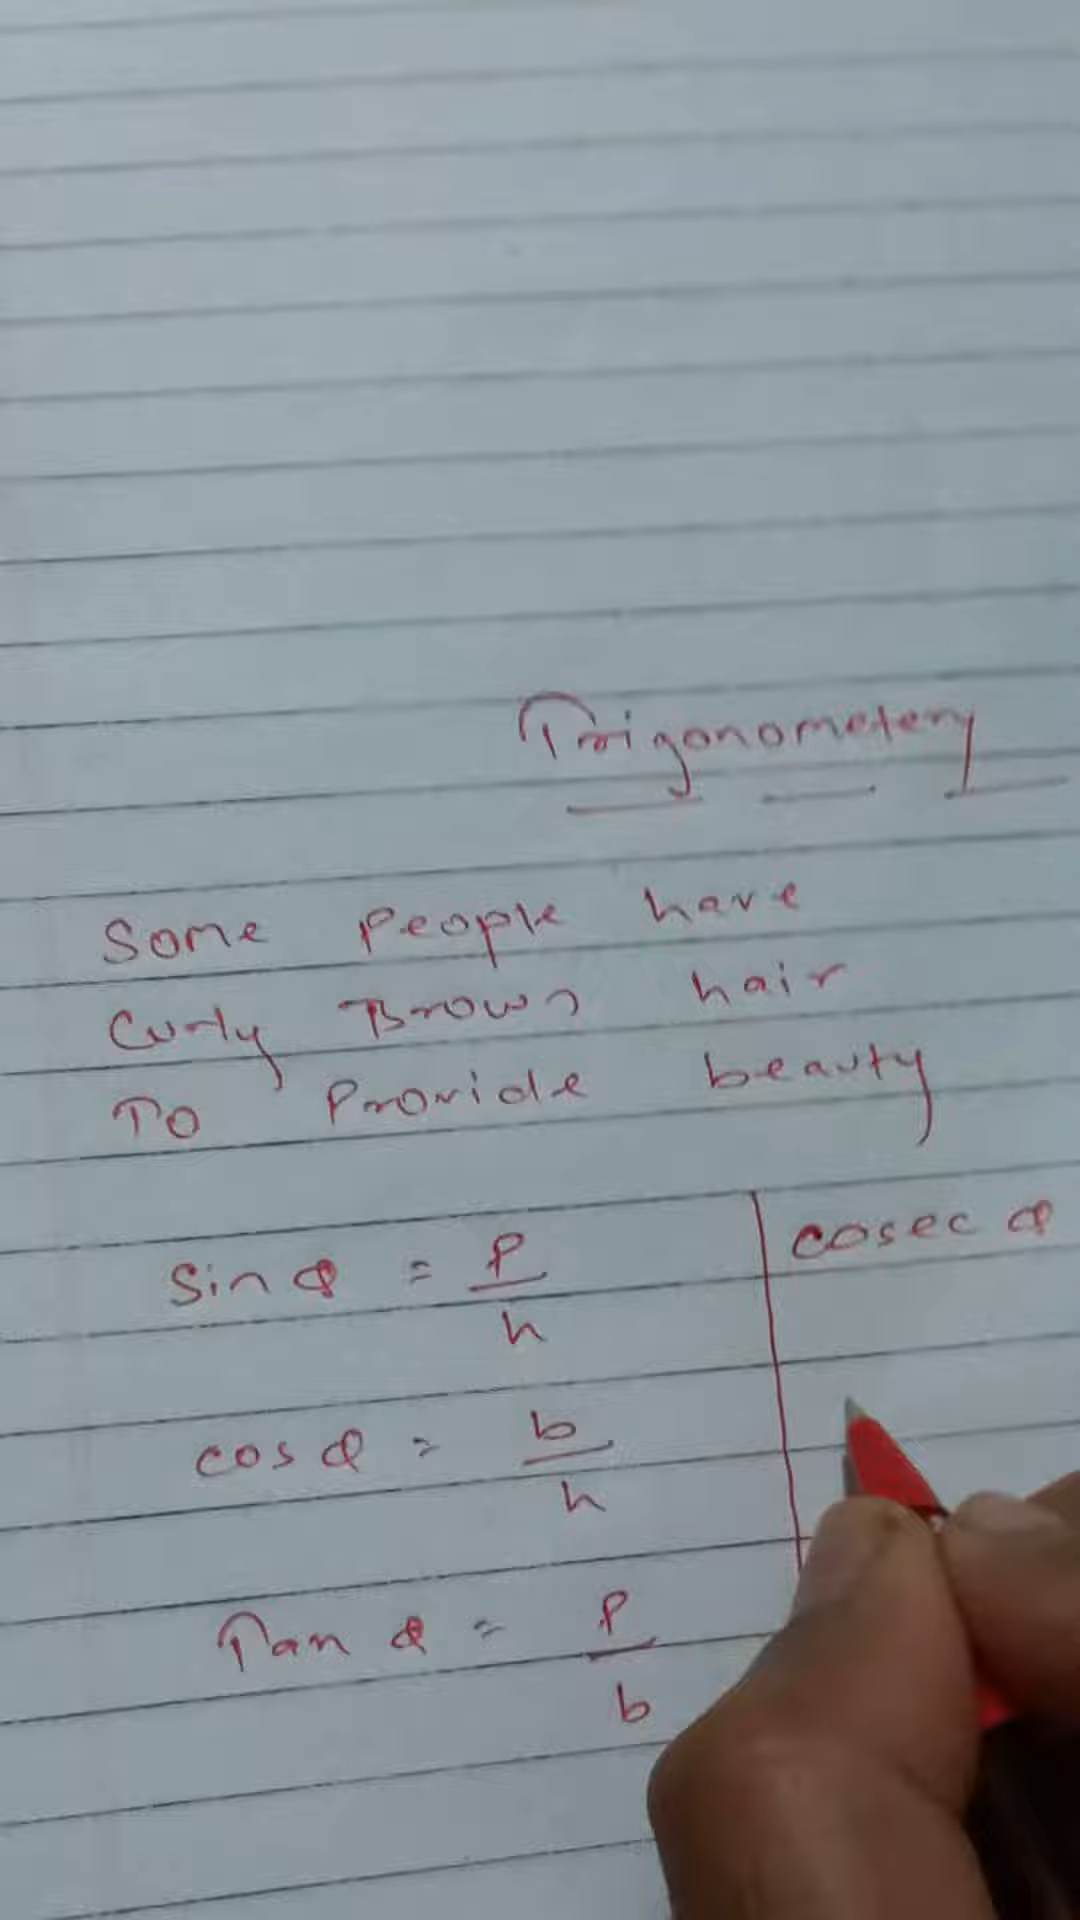 Trigonometery
Some People have
Curly Brown hair
To Provide beauty
Sin θ = P/h
cosec θ
cos θ = b/h
Tan θ = P/b